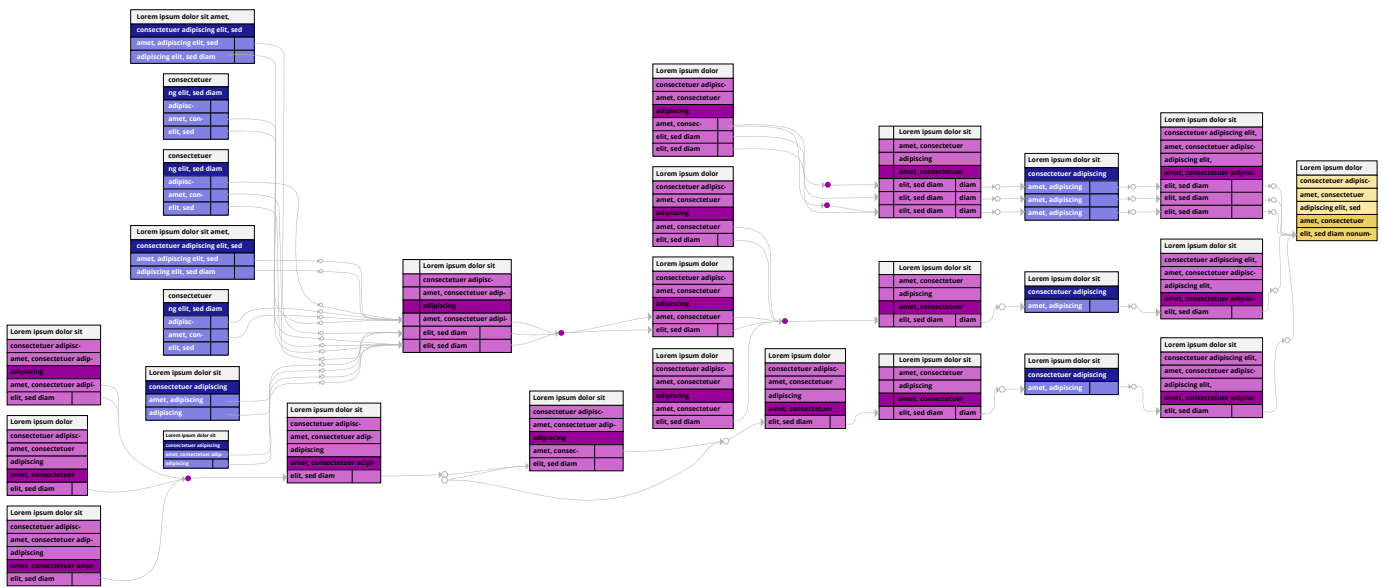 Lorem ipsum dolor sit amet,
consectetuer adipiscing elit, sed
amet, adipiscing elit, sed
adipiscing elit, sed diam
consectetuer
ng elit, sed diam
adipisc-
amet, con-
elit, sed
consectetuer
ng elit, sed diam
adipisc-
amet, con-
elit, sed
Lorem ipsum dolor sit amet,
consectetuer adipiscing elit, sed
amet, adipiscing elit, sed
adipiscing elit, sed diam
consectetuer
ng elit, sed diam
adipisc-
amet, con-
elit, sed
Lorem ipsum dolor sit
consectetuer adipiscing
amet, adipiscing
adipiscing
Lorem ipsum dolor sit
consectetuer adipiscing
amet, consectetuer adip-
adipiscing
Lorem ipsum dolor sit
consectetuer adipisc-
amet, consectetuer adip-
adipiscing
amet, consectetuer adipi-
elit, sed diam
Lorem ipsum dolor
consectetuer adipisc-
amet, consectetuer
adipiscing
amet, consectetuer
elit, sed diam
Lorem ipsum dolor sit
consectetuer adipisc-
amet, consectetuer adip-
adipiscing
amet, consectetuer adipi-
elit, sed diam
Lorem ipsum dolor sit
consectetuer adipisc-
amet, consectetuer adip-
adipiscing
amet, consectetuer adipi-
elit, sed diam
Lorem ipsum dolor sit
consectetuer adipisc-
amet, consectetuer adip-
adipiscing
amet, consectetuer adipi-
elit, sed diam
elit, sed diam
Lorem ipsum dolor sit
consectetuer adipisc-
amet, consectetuer adip-
adipiscing
amet, consec-
elit, sed diam
Lorem ipsum dolor
consectetuer adipisc-
amet, consectetuer
adipiscing
amet, consec-
elit, sed diam
elit, sed diam
Lorem ipsum dolor
consectetuer adipisc-
amet, consectetuer
adipiscing
amet, consectetuer
elit, sed diam
Lorem ipsum dolor
consectetuer adipisc-
amet, consectetuer
adipiscing
amet, consectetuer
elit, sed diam
Lorem ipsum dolor
consectetuer adipisc-
amet, consectetuer
adipiscing
amet, consectetuer
elit, sed diam
Lorem ipsum dolor
consectetuer adipisc-
amet, consectetuer
adipiscing
amet, consectetuer
elit, sed diam
Lorem ipsum dolor sit
amet, consectetuer
adipiscing
amet, consectetuer
elit, sed diam diam
elit, sed diam diam
elit, sed diam diam
Lorem ipsum dolor sit
amet, consectetuer
adipiscing
amet, consectetuer
elit, sed diam diam
Lorem ipsum dolor sit
amet, consectetuer
adipiscing
amet, consectetuer
elit, sed diam diam
Lorem ipsum dolor sit
consectetuer adipiscing
amet, adipiscing
amet, adipiscing
amet, adipiscing
Lorem ipsum dolor sit
consectetuer adipiscing
amet, adipiscing
Lorem ipsum dolor sit
consectetuer adipiscing
amet, adipiscing
Lorem ipsum dolor sit
consectetuer adipiscing elit,
amet, consectetuer adipisc-
adipiscing elit,
amet, consectetuer adipisc-
elit, sed diam
elit, sed diam
elit, sed diam
Lorem ipsum dolor sit
consectetuer adipiscing elit,
amet, consectetuer adipisc-
adipiscing elit,
amet, consectetuer adipisc-
elit, sed diam
Lorem ipsum dolor sit
consectetuer adipiscing elit,
amet, consectetuer adipisc-
adipiscing elit,
amet, consectetuer adipisc-
elit, sed diam
Lorem ipsum dolor
consectetuer adipisc-
amet, consectetuer
adipiscing elit, sed
amet, consectetuer
elit, sed diam nonum-